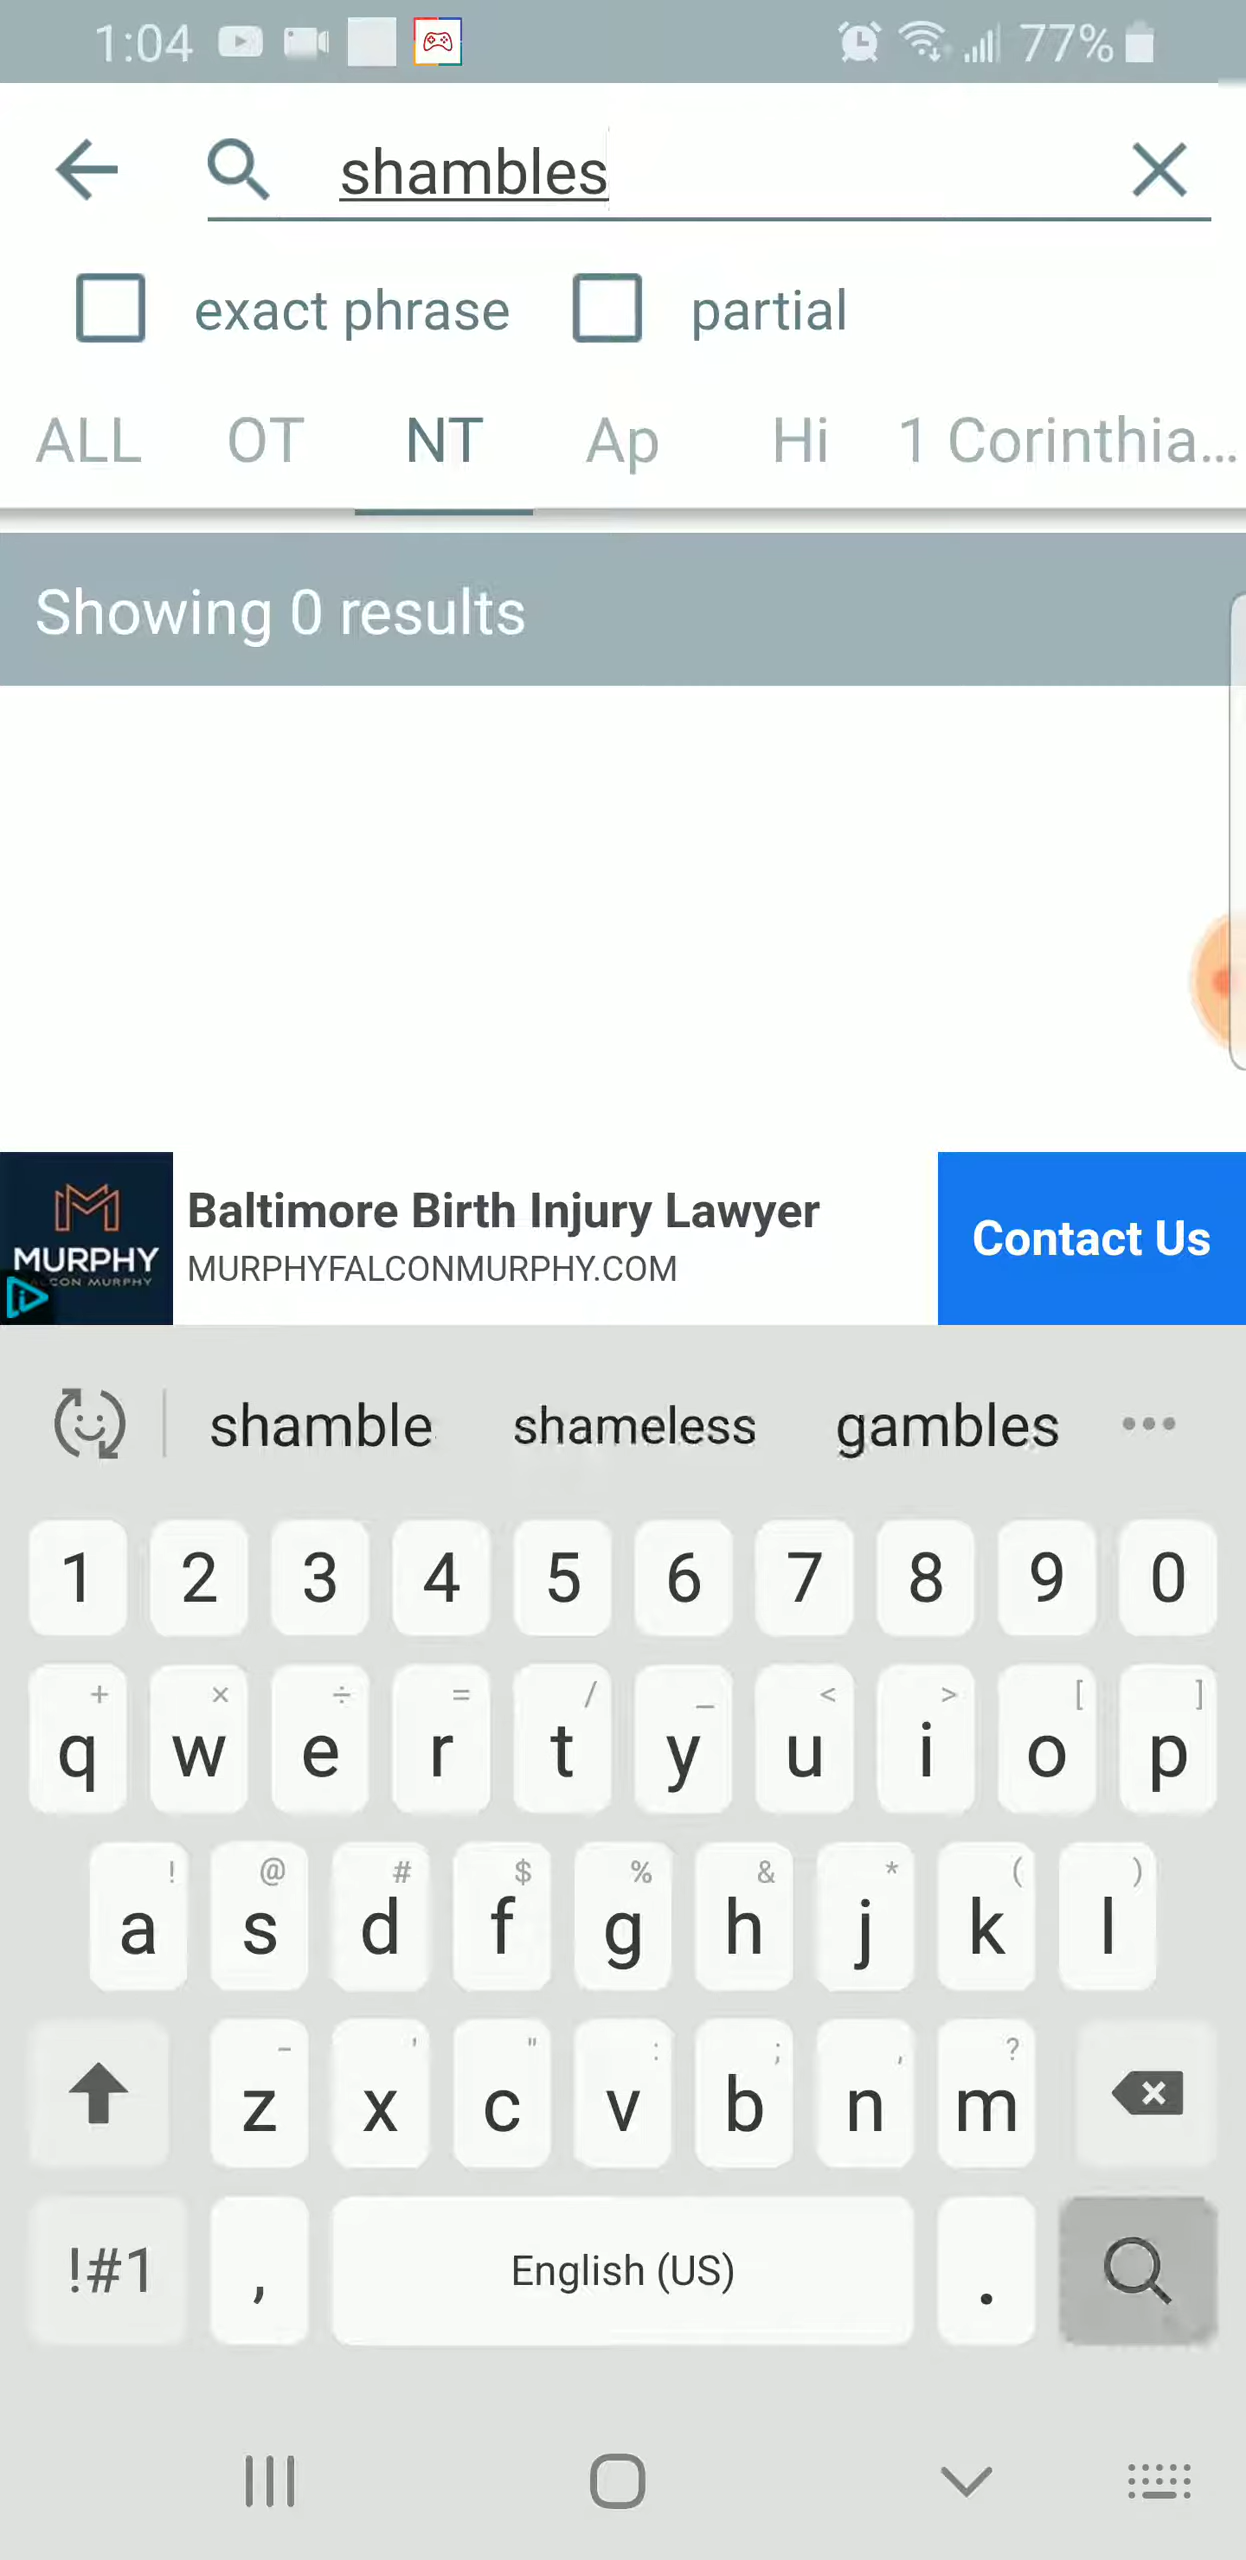 1:04 77%
shambles
exact phrase partial
ALL OT NT Ap Hi 1 Corinthia...
Showing 0 results
MURPHY
FALCON MURPHY
Baltimore Birth Injury Lawyer
MURPHYFALCONMURPHY.COM
Contact Us
shamble shameless gambles
1 2 3 4 5 6 7 8 9 0
+ × ÷ = / _ < > [ ]
q w e r t y u i o p
! @ # $ % & * ( )
a s d f g h j k l
- ' " : ; , ?
z x c v b n m
!#1 , English (US) .